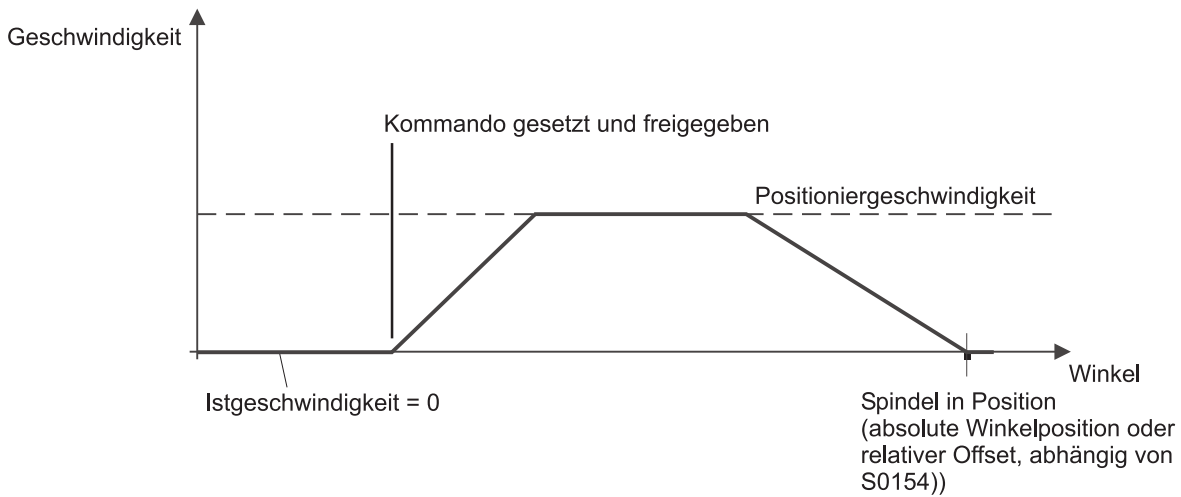 Geschwindigkeit
Kommando gesetzt und freigegeben
Positioniergeschwindigkeit
Winkel
Istgeschwindigkeit = 0
Spindel in Position
(absolute Winkelposition oder
relativer Offset, abhängig von
S0154))